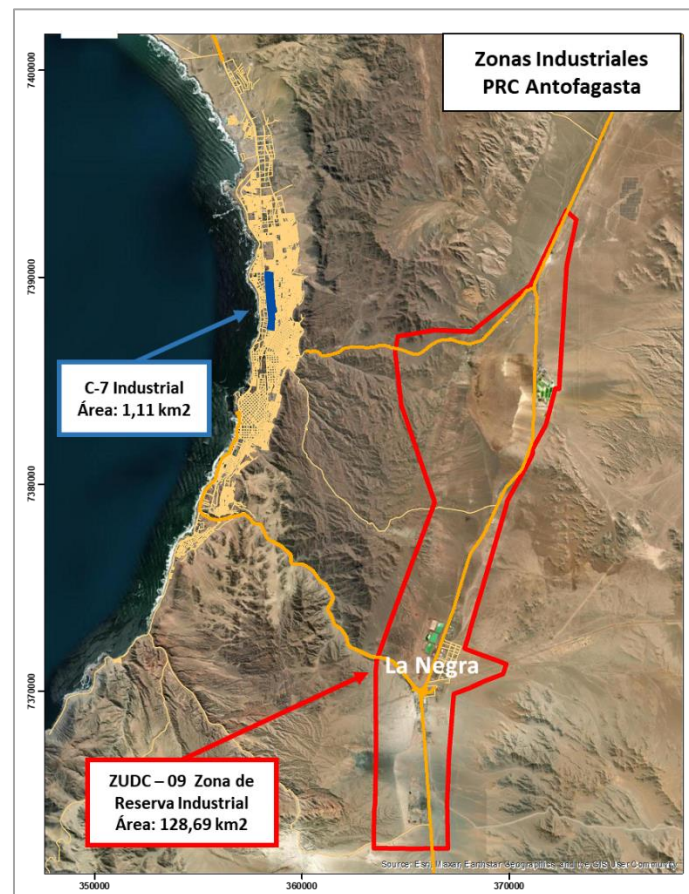 Zonas Industriales
PRC Antofagasta
7400000
7390000
C-7 Industrial
Área: 1,11 km2
7380000
La Negra
7370000
ZUDC – 09 Zona de
Reserva Industrial
Área: 128,69 km2
Source: Esri, Maxar, Earthstar Geographics, and the GIS User Community
350000
360000
370000